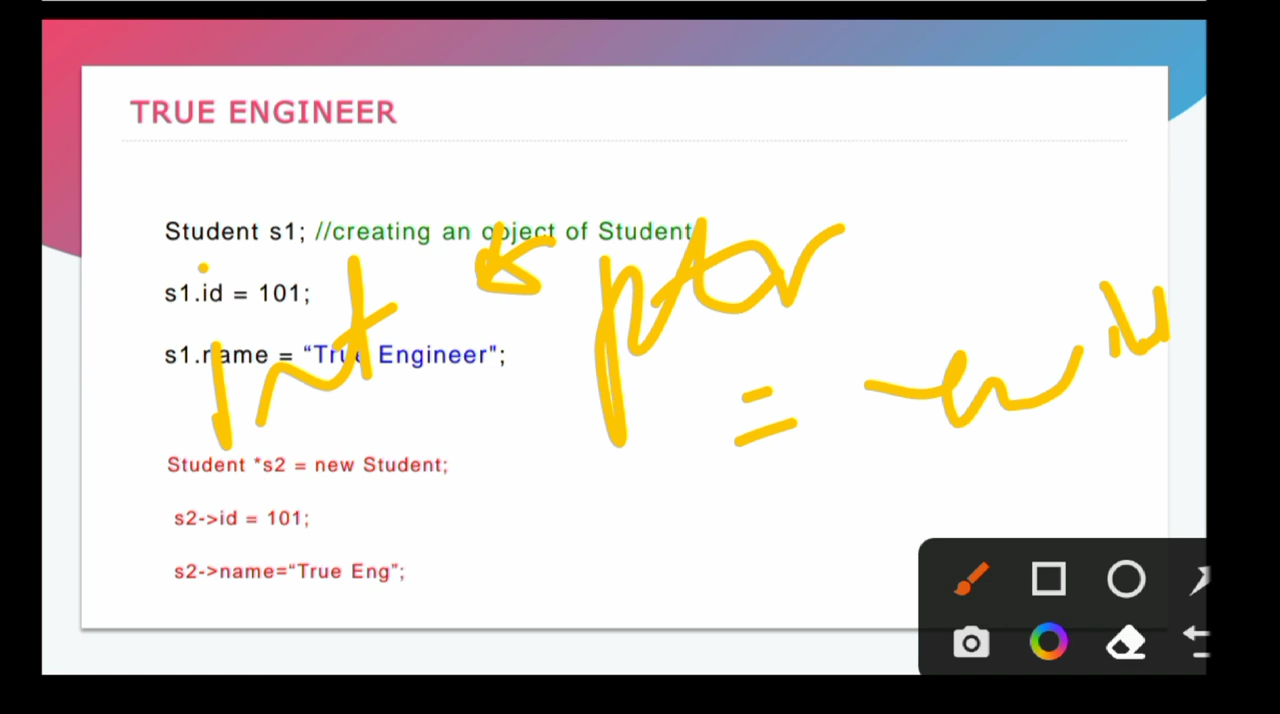 TRUE ENGINEER
Student s1; //creating an object of Student
s1.id = 101;
s1.name = “True Engineer";
int * ptr
= new
Student *s2 = new Student;
s2->id = 101;
s2->name=“True Eng”;